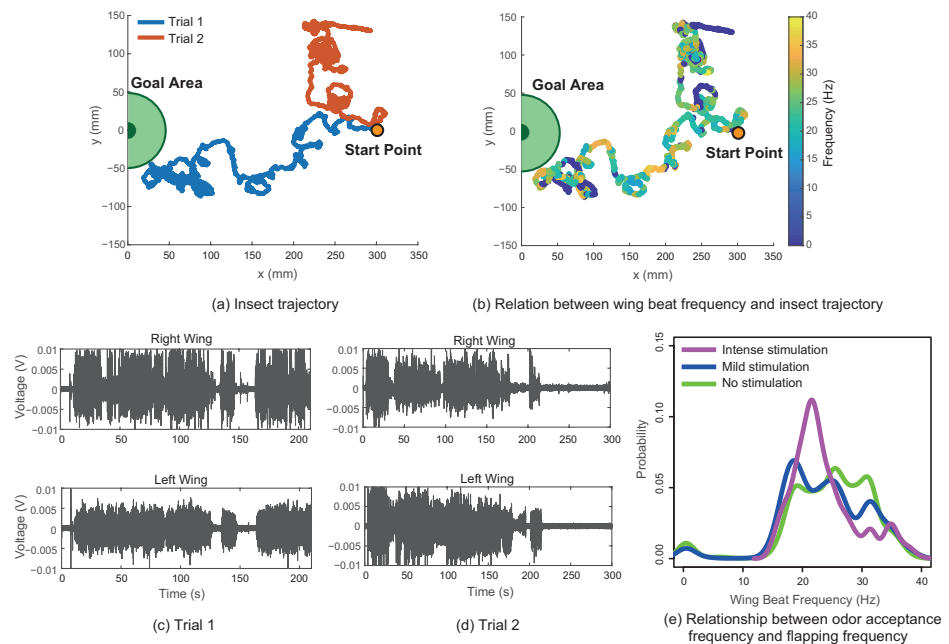 Trial 1
Trial 2
Goal Area
Start Point
y (mm)
150
100
50
0
−50
−100
−150
0 50 100 150 200 250 300 350
x (mm)
(a) Insect trajectory
Goal Area
Start Point
y (mm)
150
100
50
0
−50
−100
−150
0 50 100 150 200 250 300 350
x (mm)
40
35
30
25
20
15
10
5
0
Frequency (Hz)
(b) Relation between wing beat frequency and insect trajectory
Right Wing
Voltage (V)
0.01
0.005
0
−0.005
−0.01
0 50 100 150 200
Left Wing
Voltage (V)
0.01
0.005
0
−0.005
−0.01
0 50 100 150 200
Time (s)
(c) Trial 1
Right Wing
0.01
0.005
0
−0.005
−0.01
0 50 100 150 200 250 300
Left Wing
0.01
0.005
0
−0.005
−0.01
0 50 100 150 200 250 300
Time (s)
(d) Trial 2
Intense stimulation
Mild stimulation
No stimulation
Probability
0.15
0.10
0.05
0.00
0 10 20 30 40
Wing Beat Frequency (Hz)
(e) Relationship between odor acceptance
frequency and flapping frequency